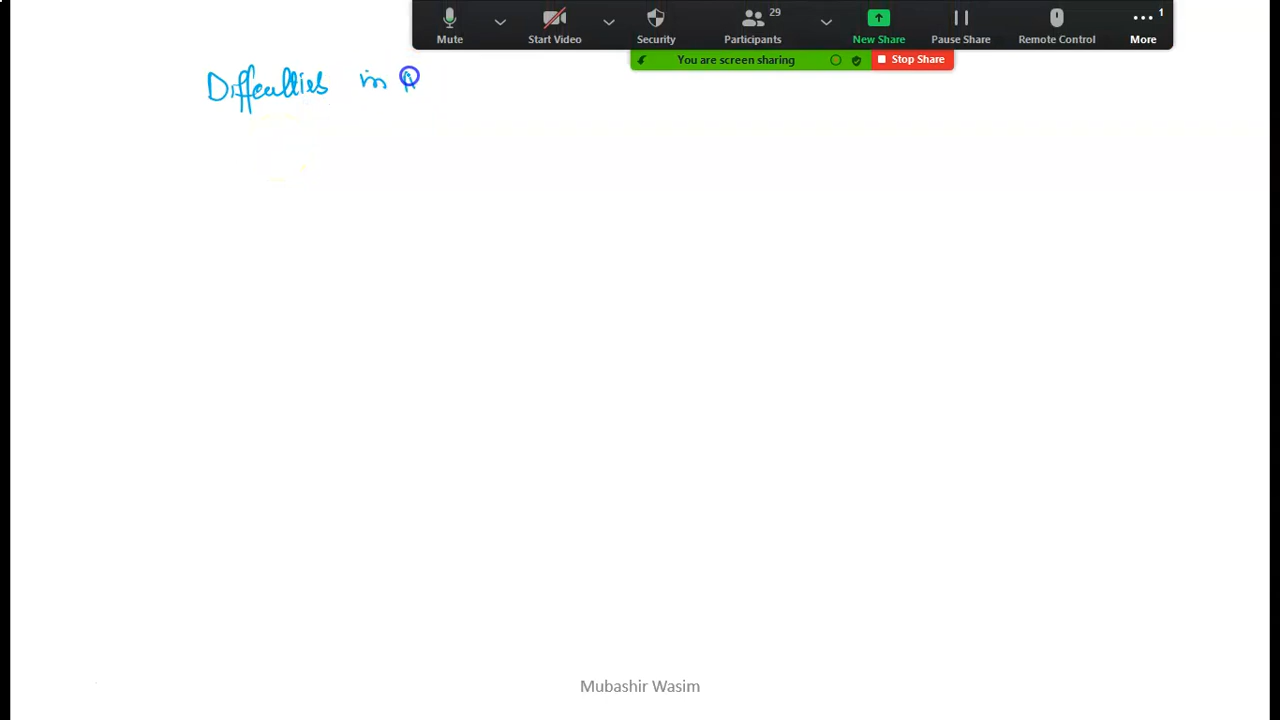 29
1
Mute Start Video Security Participants New Share Pause Share Remote Control More
You are screen sharing Stop Share
Difficulties in
Mubashir Wasim